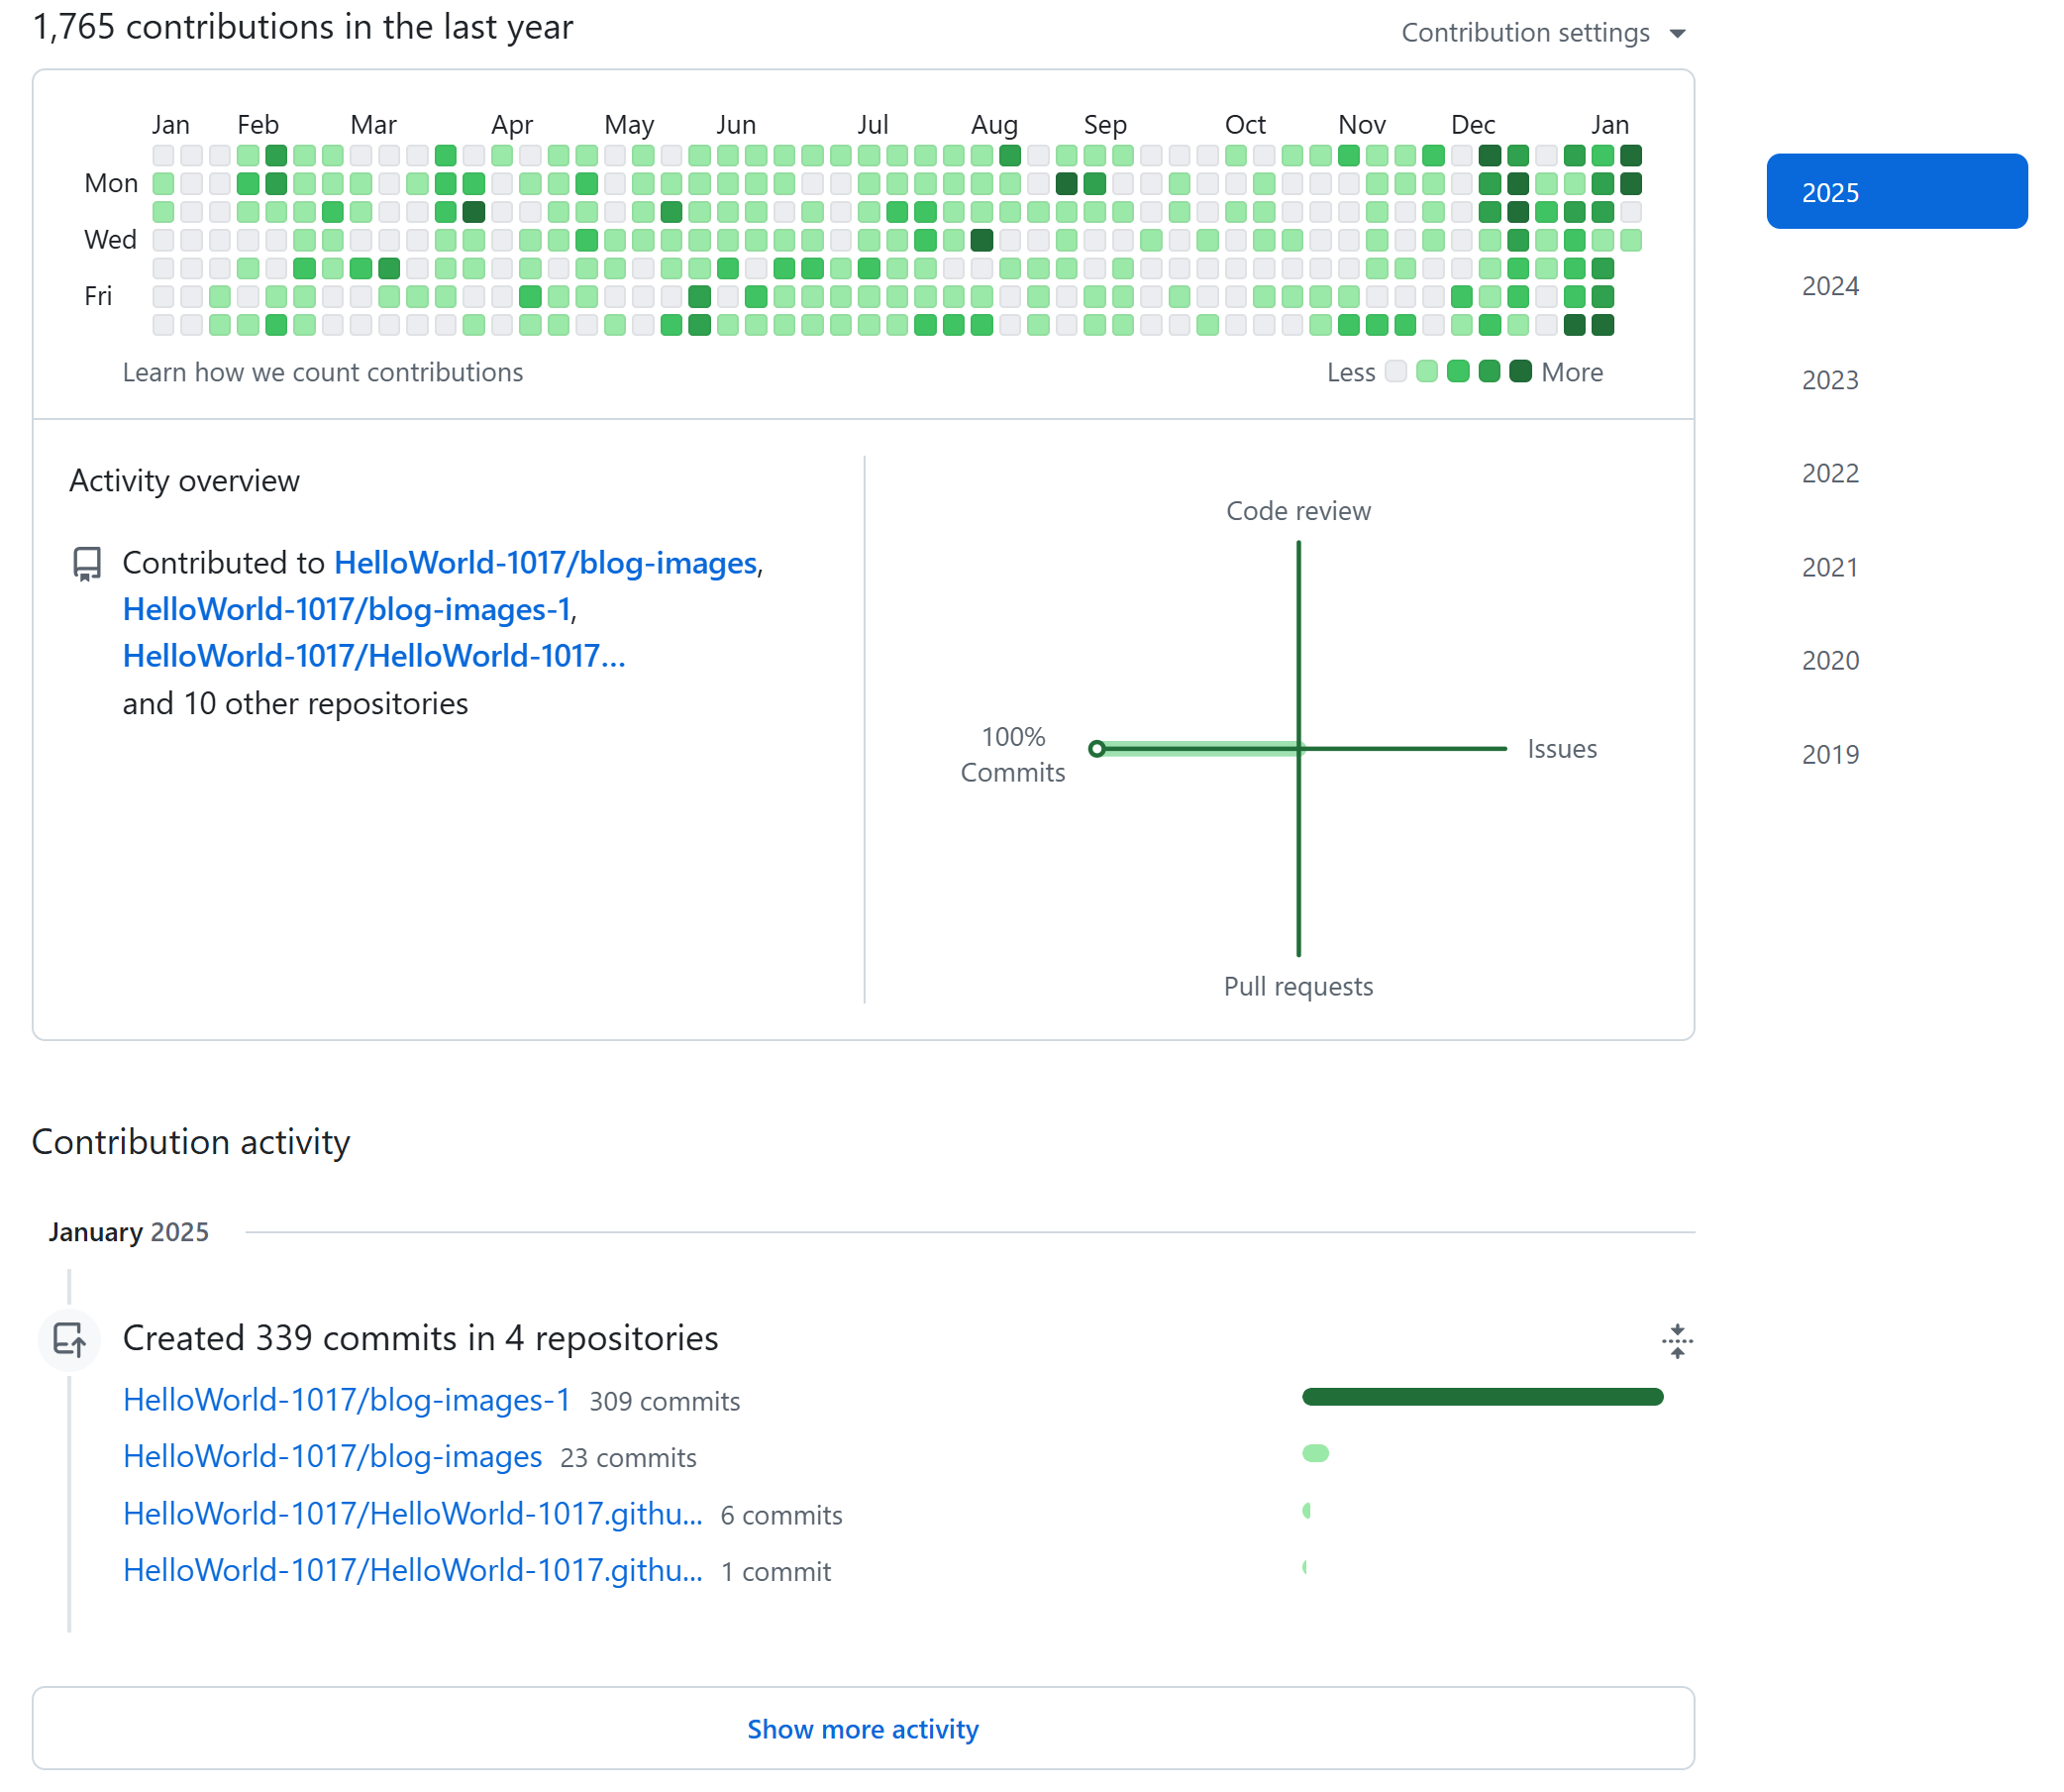 1,765 contributions in the last year
Contribution settings
Jan Feb Mar Apr May Jun Jul Aug Sep Oct Nov Dec Jan
Mon
Wed
Fri
Learn how we count contributions
Less More
Activity overview
Contributed to HelloWorld-1017/blog-images,
HelloWorld-1017/blog-images-1,
HelloWorld-1017/HelloWorld-1017…
and 10 other repositories
Code review
100%
Commits
Issues
Pull requests
2025
2024
2023
2022
2021
2020
2019
Contribution activity
January 2025
Created 339 commits in 4 repositories
HelloWorld-1017/blog-images-1 309 commits
HelloWorld-1017/blog-images 23 commits
HelloWorld-1017/HelloWorld-1017.githu... 6 commits
HelloWorld-1017/HelloWorld-1017.githu... 1 commit
Show more activity